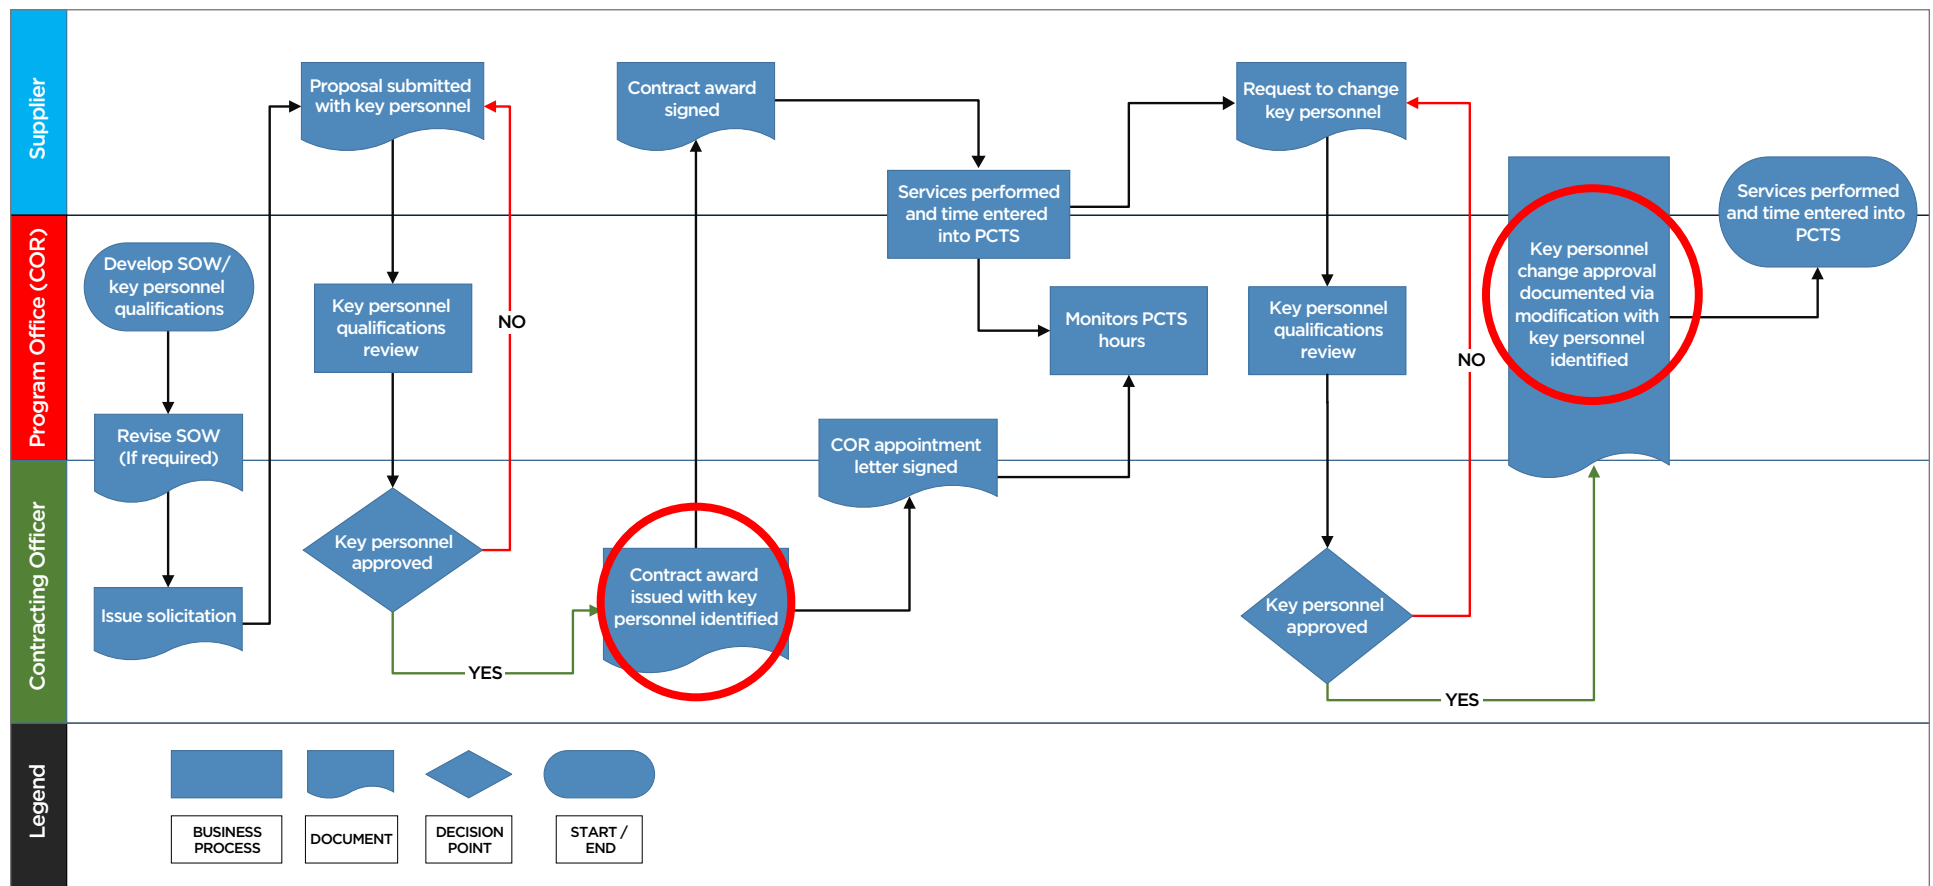 Supplier
Proposal submitted
with key personnel
Contract award
signed
Request to change
key personnel
Services performed
and time entered
into PCTS
Services performed
and time entered into
PCTS
Program Office (COR)
Develop SOW/
key personnel
qualifications
Key personnel
qualifications
review
NO
Monitors PCTS
hours
Key personnel
qualifications
review
NO
Key personnel
change approval
documented via
modification with
key personnel
identified
Revise SOW
(If required)
COR appointment
letter signed
Contracting Officer
Issue solicitation
Key personnel
approved
YES
Contract award
issued with key
personnel identified
Key personnel
approved
YES
Legend
BUSINESS
PROCESS
DOCUMENT
DECISION
POINT
START /
END